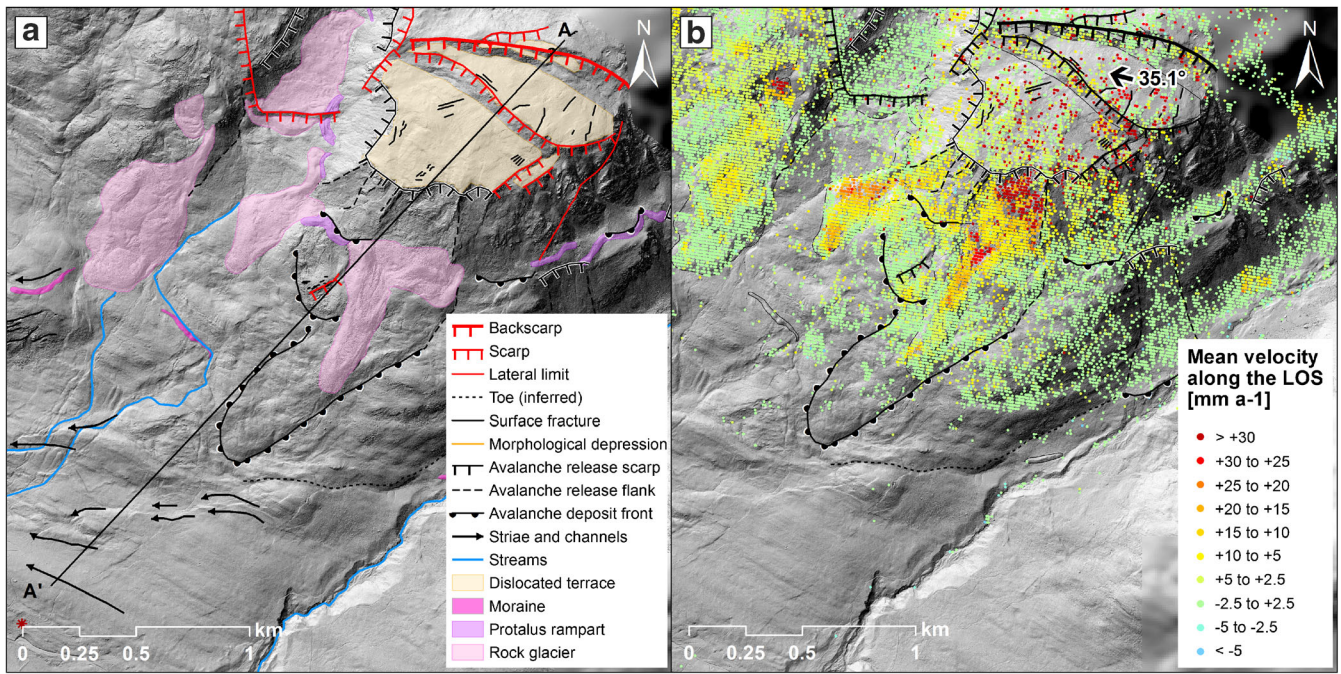 a
A
N
A'
km
0 0.25 0.5 1
Backscarp
Scarp
Lateral limit
Toe (inferred)
Surface fracture
Morphological depression
Avalanche release scarp
Avalanche release flank
Avalanche deposit front
Striae and channels
Streams
Dislocated terrace
Moraine
Protalus rampart
Rock glacier
b
N
35.1°
km
0 0.25 0.5 1
Mean velocity
along the LOS
[mm a-1]
> +30
+30 to +25
+25 to +20
+20 to +15
+15 to +10
+10 to +5
+5 to +2.5
-2.5 to +2.5
-5 to -2.5
< -5